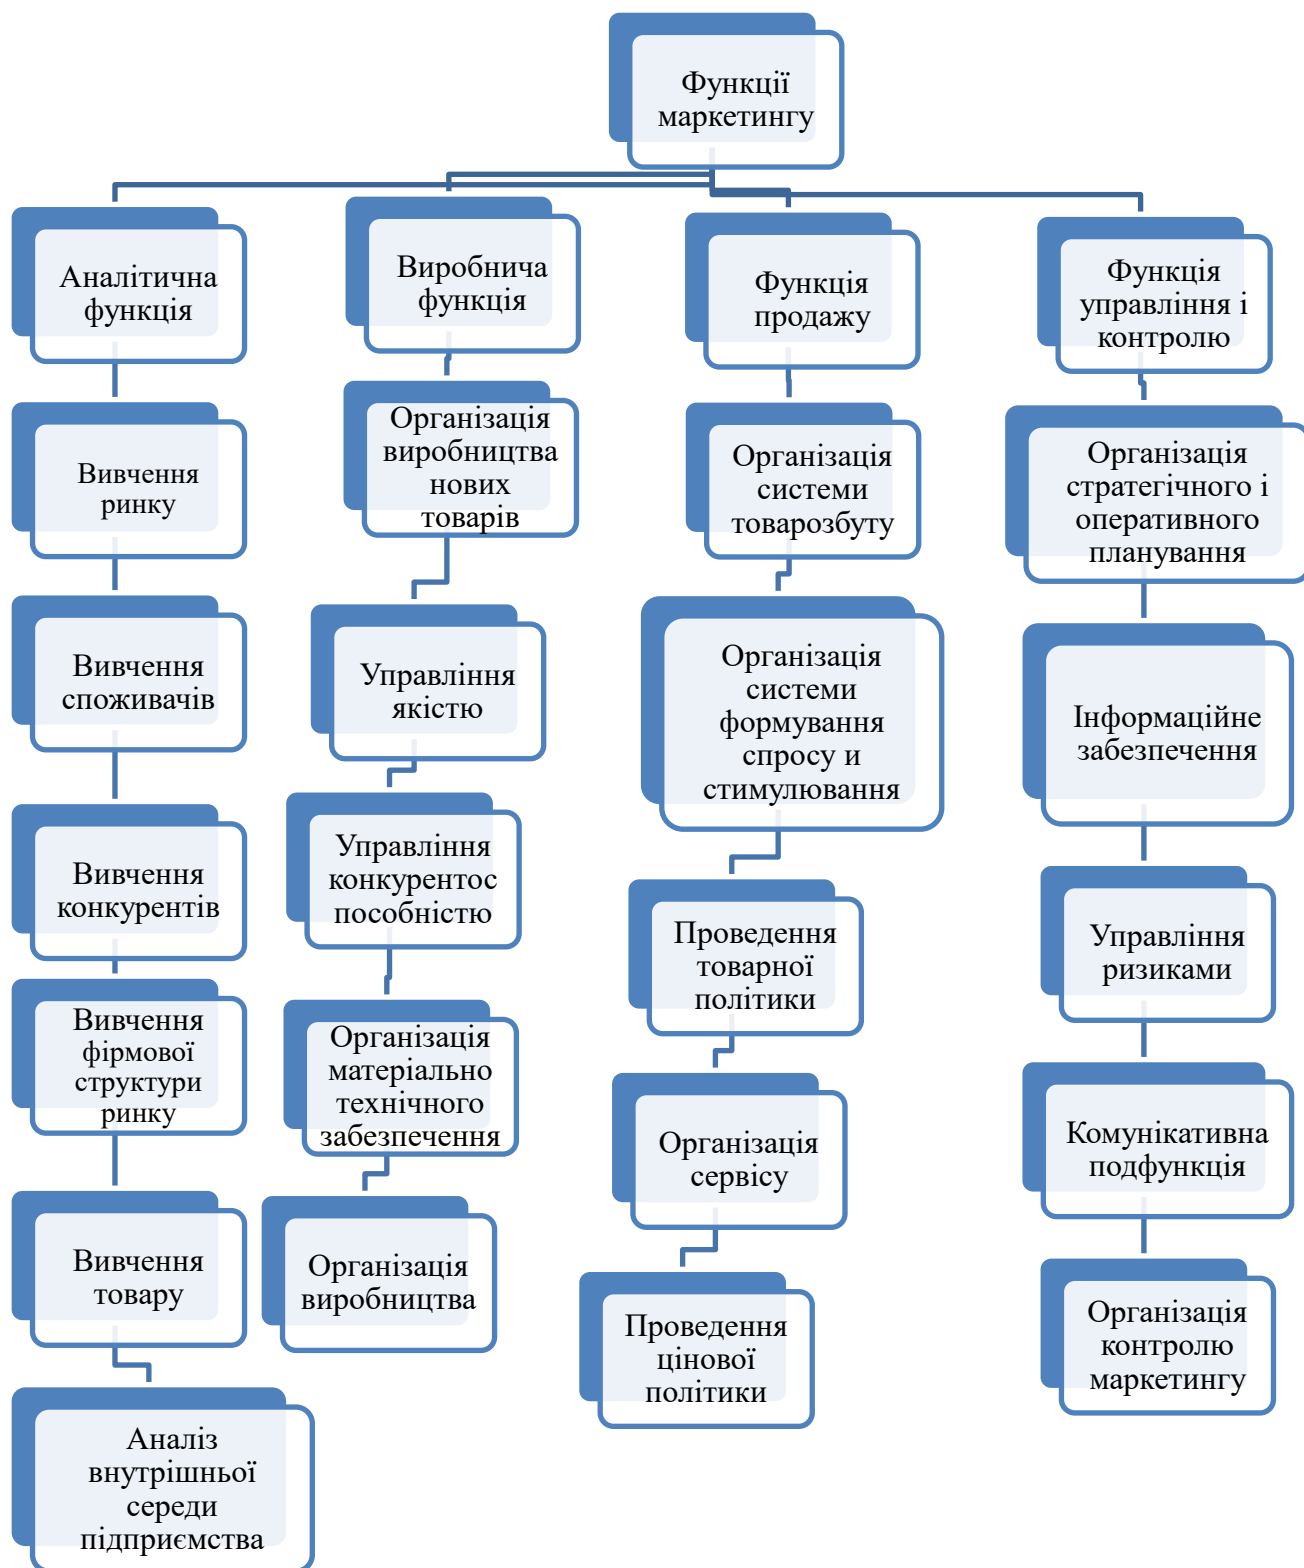 Функції
маркетингу
Аналітична
функція
Вивчення
ринку
Вивчення
споживачів
Вивчення
конкурентів
Вивчення
фірмової
структури
ринку
Вивчення
товару
Аналіз
внутрішньої
середи
підприємства
Виробнича
функція
Організація
виробництва
нових
товарів
Управління
якістю
Управління
конкурентос
пособністю
Організація
матеріально
технічного
забезпечення
Організація
виробництва
Функція
продажу
Організація
системи
товарозбуту
Організація
системи
формування
спросу и
стимулювання
Проведення
товарної
політики
Організація
сервісу
Проведення
цінової
політики
Функція
управління і
контролю
Організація
стратегічного і
оперативного
планування
Інформаційне
забезпечення
Управління
ризиками
Комунікативна
подфункція
Організація
контролю
маркетингу